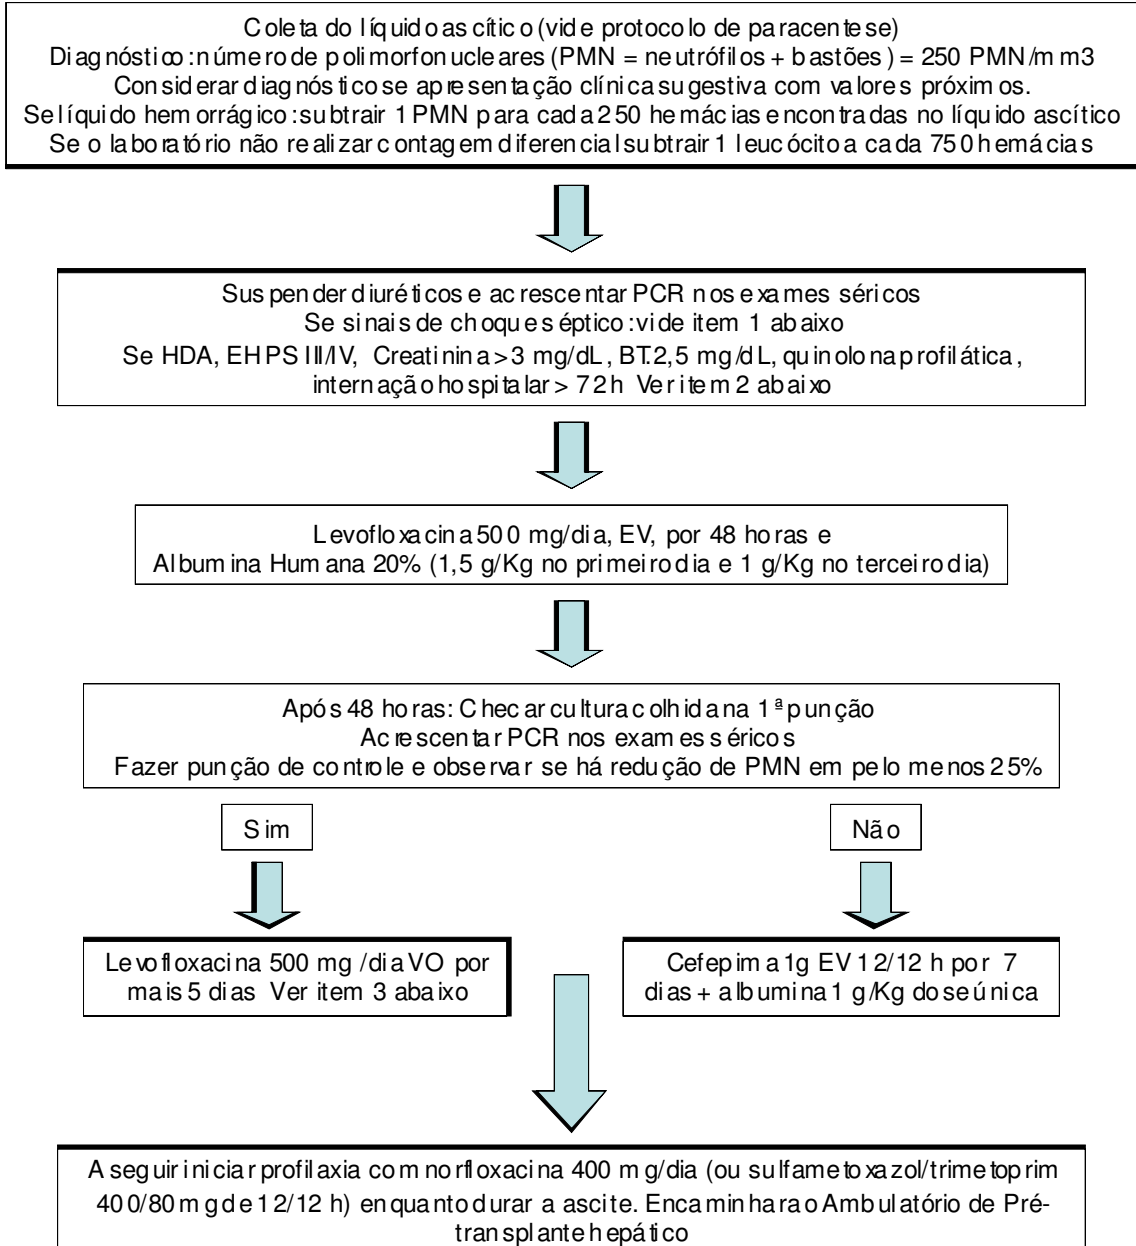 Coleta do líquido ascítico (vide protocolo de paracentese)
Diagnóstico: número de polimorfonucleares (PMN = neutrófilos + bastões) = 250 PMN/mm3
Considerar diagnóstico se apresentação clínica sugestiva com valores próximos.
Se líquido hemorrágico: subtrair 1 PMN para cada 250 hemácias encontradas no líquido ascítico
Se o laboratório não realizar contagem diferencial subtrair 1 leucócito a cada 750 hemácias
Suspender diuréticos e acrescentar PCR nos exames séricos
Se sinais de choque séptico: vide item 1 abaixo
Se HDA, EHPS III/IV, Creatinina >3 mg/dL, BT.2,5 mg/dL, quinolona profilática,
internação hospitalar > 72h Ver item 2 abaixo
Levofloxacina 500 mg/dia, EV, por 48 horas e
Albumina Humana 20% (1,5 g/Kg no primeiro dia e 1 g/Kg no terceiro dia)
Após 48 horas: Checar cultura colhida na 1ª punção
Acrescentar PCR nos exames séricos
Fazer punção de controle e observar se há redução de PMN em pelo menos 25%
Sim
Não
Levofloxacina 500 mg /dia VO por
mais 5 dias Ver item 3 abaixo
Cefepima 1g EV 12/12 h por 7
dias + albumina 1 g/Kg dose única
A seguir iniciar profilaxia com norfloxacina 400 mg/dia (ou sulfametoxazol/trimetoprim
400/80 mg de 12/12 h) enquanto durar a ascite. Encaminhar ao Ambulatório de Pré-
transplante hepático